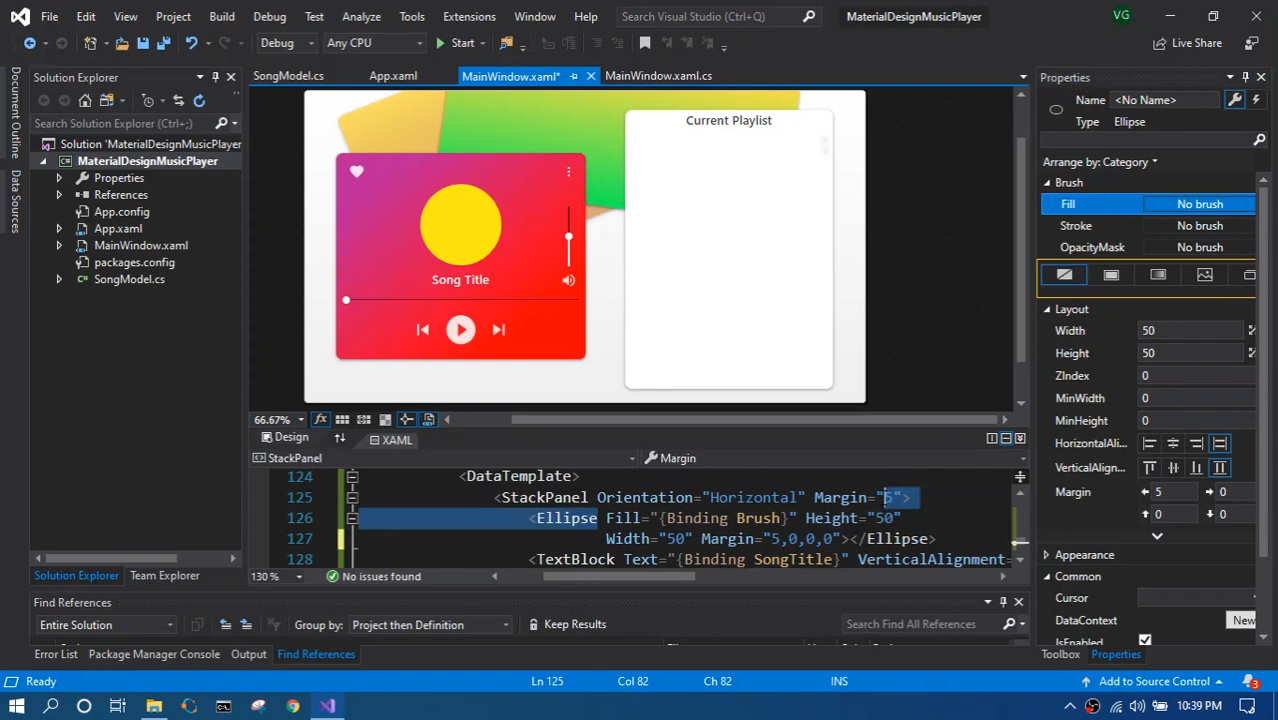 File Edit View Project Build Debug Test Analyze Tools Extensions Window Help Search Visual Studio (Ctrl+Q) MaterialDesignMusicPlayer VG
Debug Any CPU Start Live Share
Document Outline
Data Sources
Solution Explorer
Search Solution Explorer (Ctrl+;)
Solution 'MaterialDesignMusicPlayer
MaterialDesignMusicPlayer
Properties
References
App.config
App.xaml
MainWindow.xaml
packages.config
SongModel.cs
Solution Explorer Team Explorer
SongModel.cs App.xaml MainWindow.xaml* MainWindow.xaml.cs
Current Playlist
Song Title
66.67% fx
Design XAML
StackPanel Margin
124 <DataTemplate>
125 <StackPanel Orientation="Horizontal" Margin="5">
126 <Ellipse Fill="{Binding Brush}" Height="50"
127 Width="50" Margin="5,0,0,0"></Ellipse>
128 <TextBlock Text="{Binding SongTitle}" VerticalAlignment=
130 % No issues found
Find References
Entire Solution Group by: Project then Definition Keep Results Search Find All References
Error List Package Manager Console Output Find References
Properties
Name <No Name>
Type Ellipse
Arrange by: Category
Brush
Fill No brush
Stroke No brush
OpacityMask No brush
Layout
Width 50
Height 50
ZIndex 0
MinWidth 0
MinHeight 0
HorizontalAli...
VerticalAlign...
Margin 5 0
0 0
Appearance
Common
Cursor
DataContext New
IsEnabled
Toolbox Properties
Ready Ln 125 Col 82 Ch 82 INS Add to Source Control 3
10:39 PM